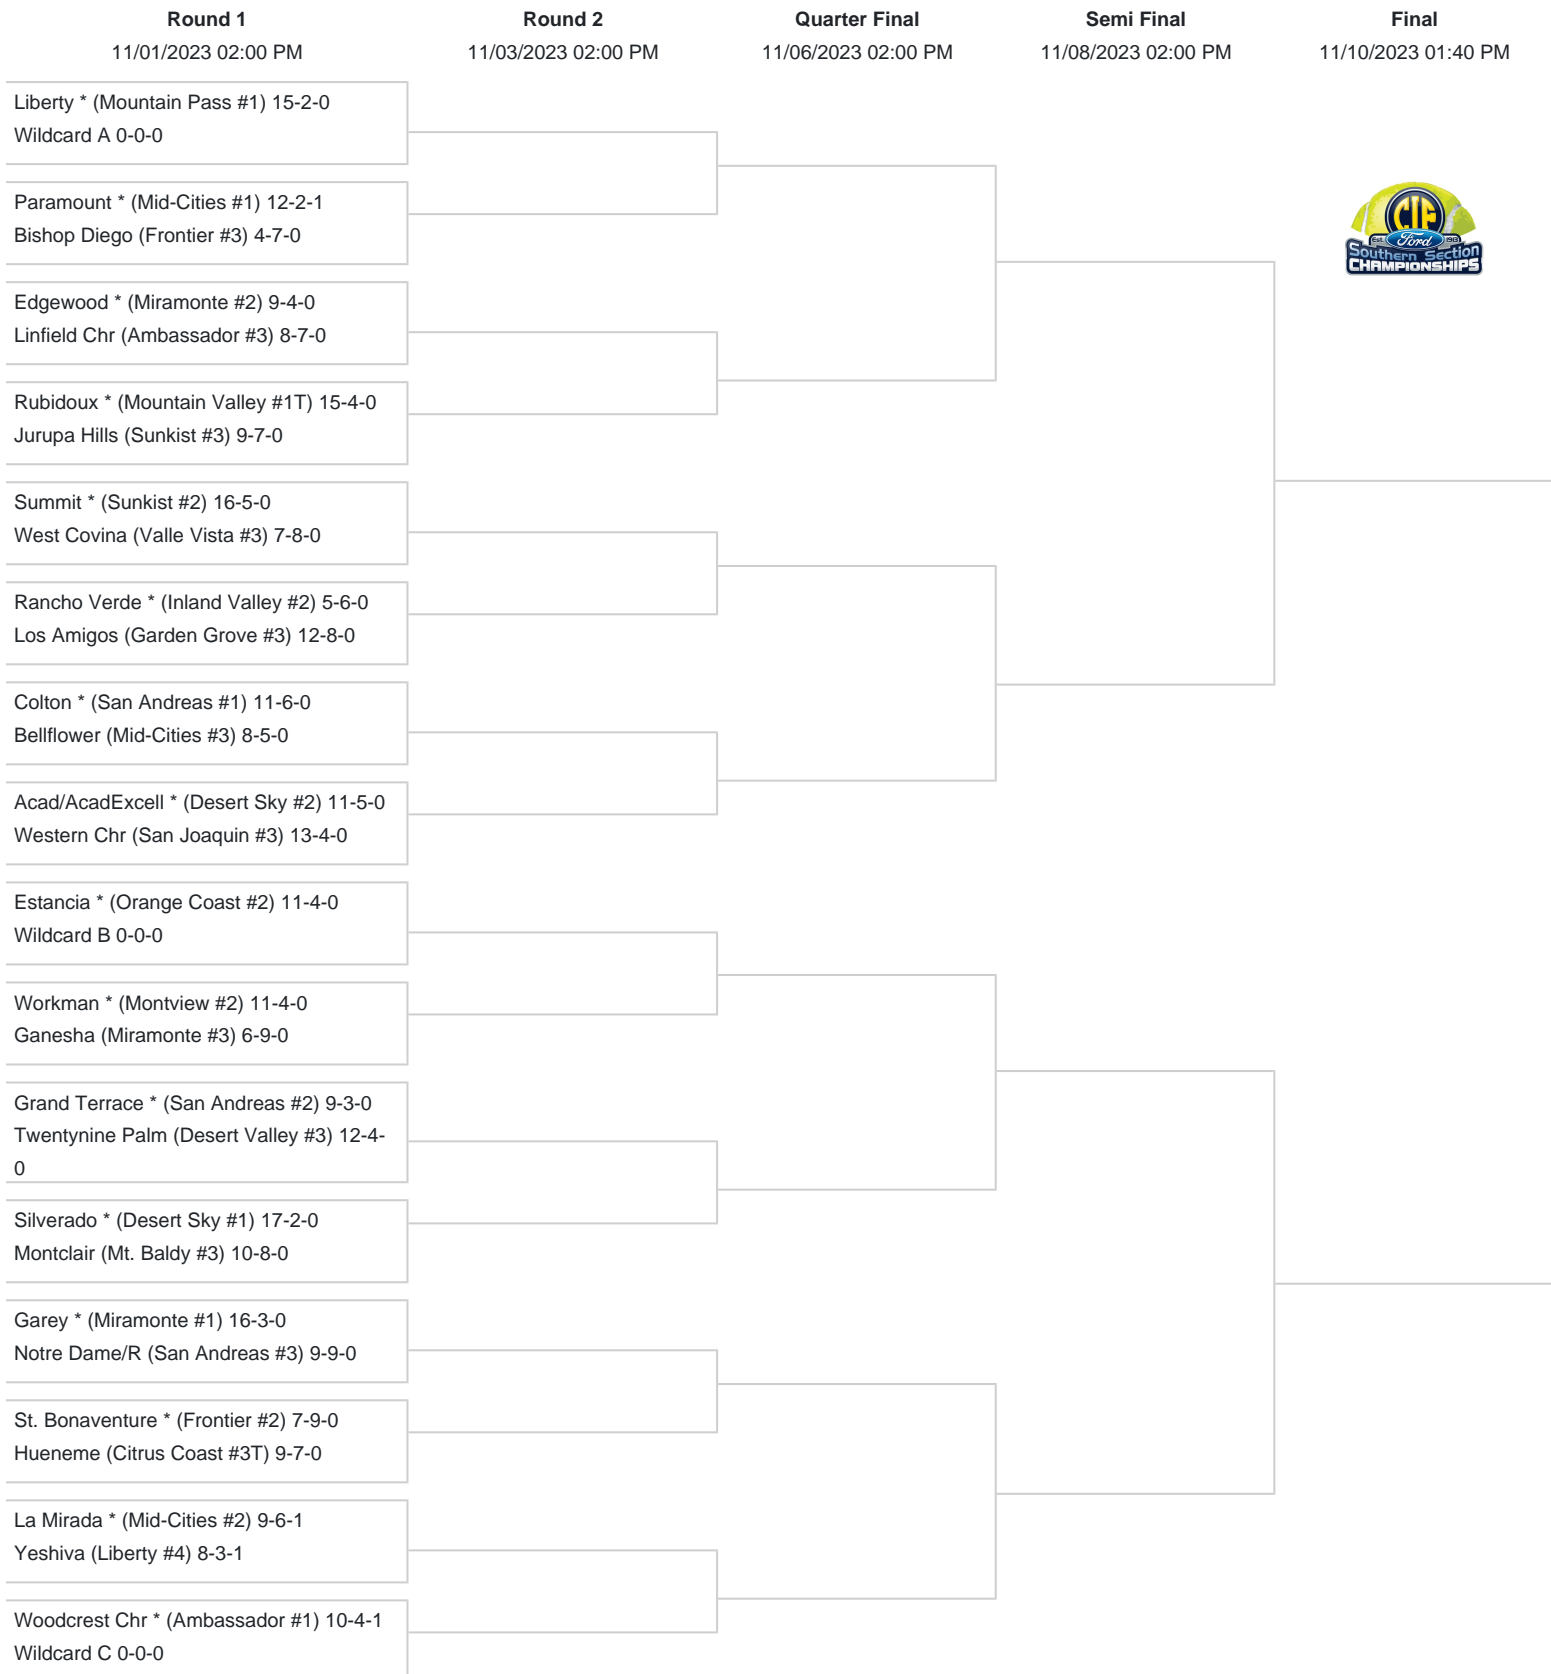 Round 1
11/01/2023 02:00 PM
Round 2
11/03/2023 02:00 PM
Quarter Final
11/06/2023 02:00 PM
Semi Final
11/08/2023 02:00 PM
Final
11/10/2023 01:40 PM
Liberty * (Mountain Pass #1) 15-2-0
Wildcard A 0-0-0
Paramount * (Mid-Cities #1) 12-2-1
Bishop Diego (Frontier #3) 4-7-0
CIF
Est. Ford 1913
Southern Section
CHAMPIONSHIPS
Edgewood * (Miramonte #2) 9-4-0
Linfield Chr (Ambassador #3) 8-7-0
Rubidoux * (Mountain Valley #1T) 15-4-0
Jurupa Hills (Sunkist #3) 9-7-0
Summit * (Sunkist #2) 16-5-0
West Covina (Valle Vista #3) 7-8-0
Rancho Verde * (Inland Valley #2) 5-6-0
Los Amigos (Garden Grove #3) 12-8-0
Colton * (San Andreas #1) 11-6-0
Bellflower (Mid-Cities #3) 8-5-0
Acad/AcadExcell * (Desert Sky #2) 11-5-0
Western Chr (San Joaquin #3) 13-4-0
Estancia * (Orange Coast #2) 11-4-0
Wildcard B 0-0-0
Workman * (Montview #2) 11-4-0
Ganesha (Miramonte #3) 6-9-0
Grand Terrace * (San Andreas #2) 9-3-0
Twentynine Palm (Desert Valley #3) 12-4-
0
Silverado * (Desert Sky #1) 17-2-0
Montclair (Mt. Baldy #3) 10-8-0
Garey * (Miramonte #1) 16-3-0
Notre Dame/R (San Andreas #3) 9-9-0
St. Bonaventure * (Frontier #2) 7-9-0
Hueneme (Citrus Coast #3T) 9-7-0
La Mirada * (Mid-Cities #2) 9-6-1
Yeshiva (Liberty #4) 8-3-1
Woodcrest Chr * (Ambassador #1) 10-4-1
Wildcard C 0-0-0